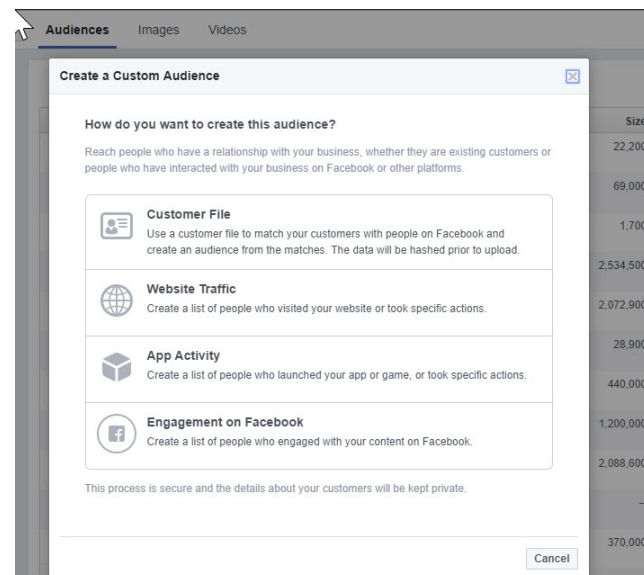 Audiences Images Videos
Create a Custom Audience
How do you want to create this audience?
Size
Reach people who have a relationship with your business, whether they are existing customers or
22,200
people who have interacted with your business on Facebook or other platforms.
69,000
Customer File
Use a customer file to match your customers with people on Facebook and
1,700
create an audience from the matches. The data will be hashed prior to upload.
2,534,500
Website Traffic
Create a list of people who visited your website or took specific actions.
2,072,900
28,900
App Activity
Create a list of people who launched your app or game, or took specific actions.
440,000
Engagement on Facebook
1,200,000
Create a list of people who engaged with your content on Facebook.
2,088,600
This process is secure and the details about your customers will be kept private.
370,000
Cancel